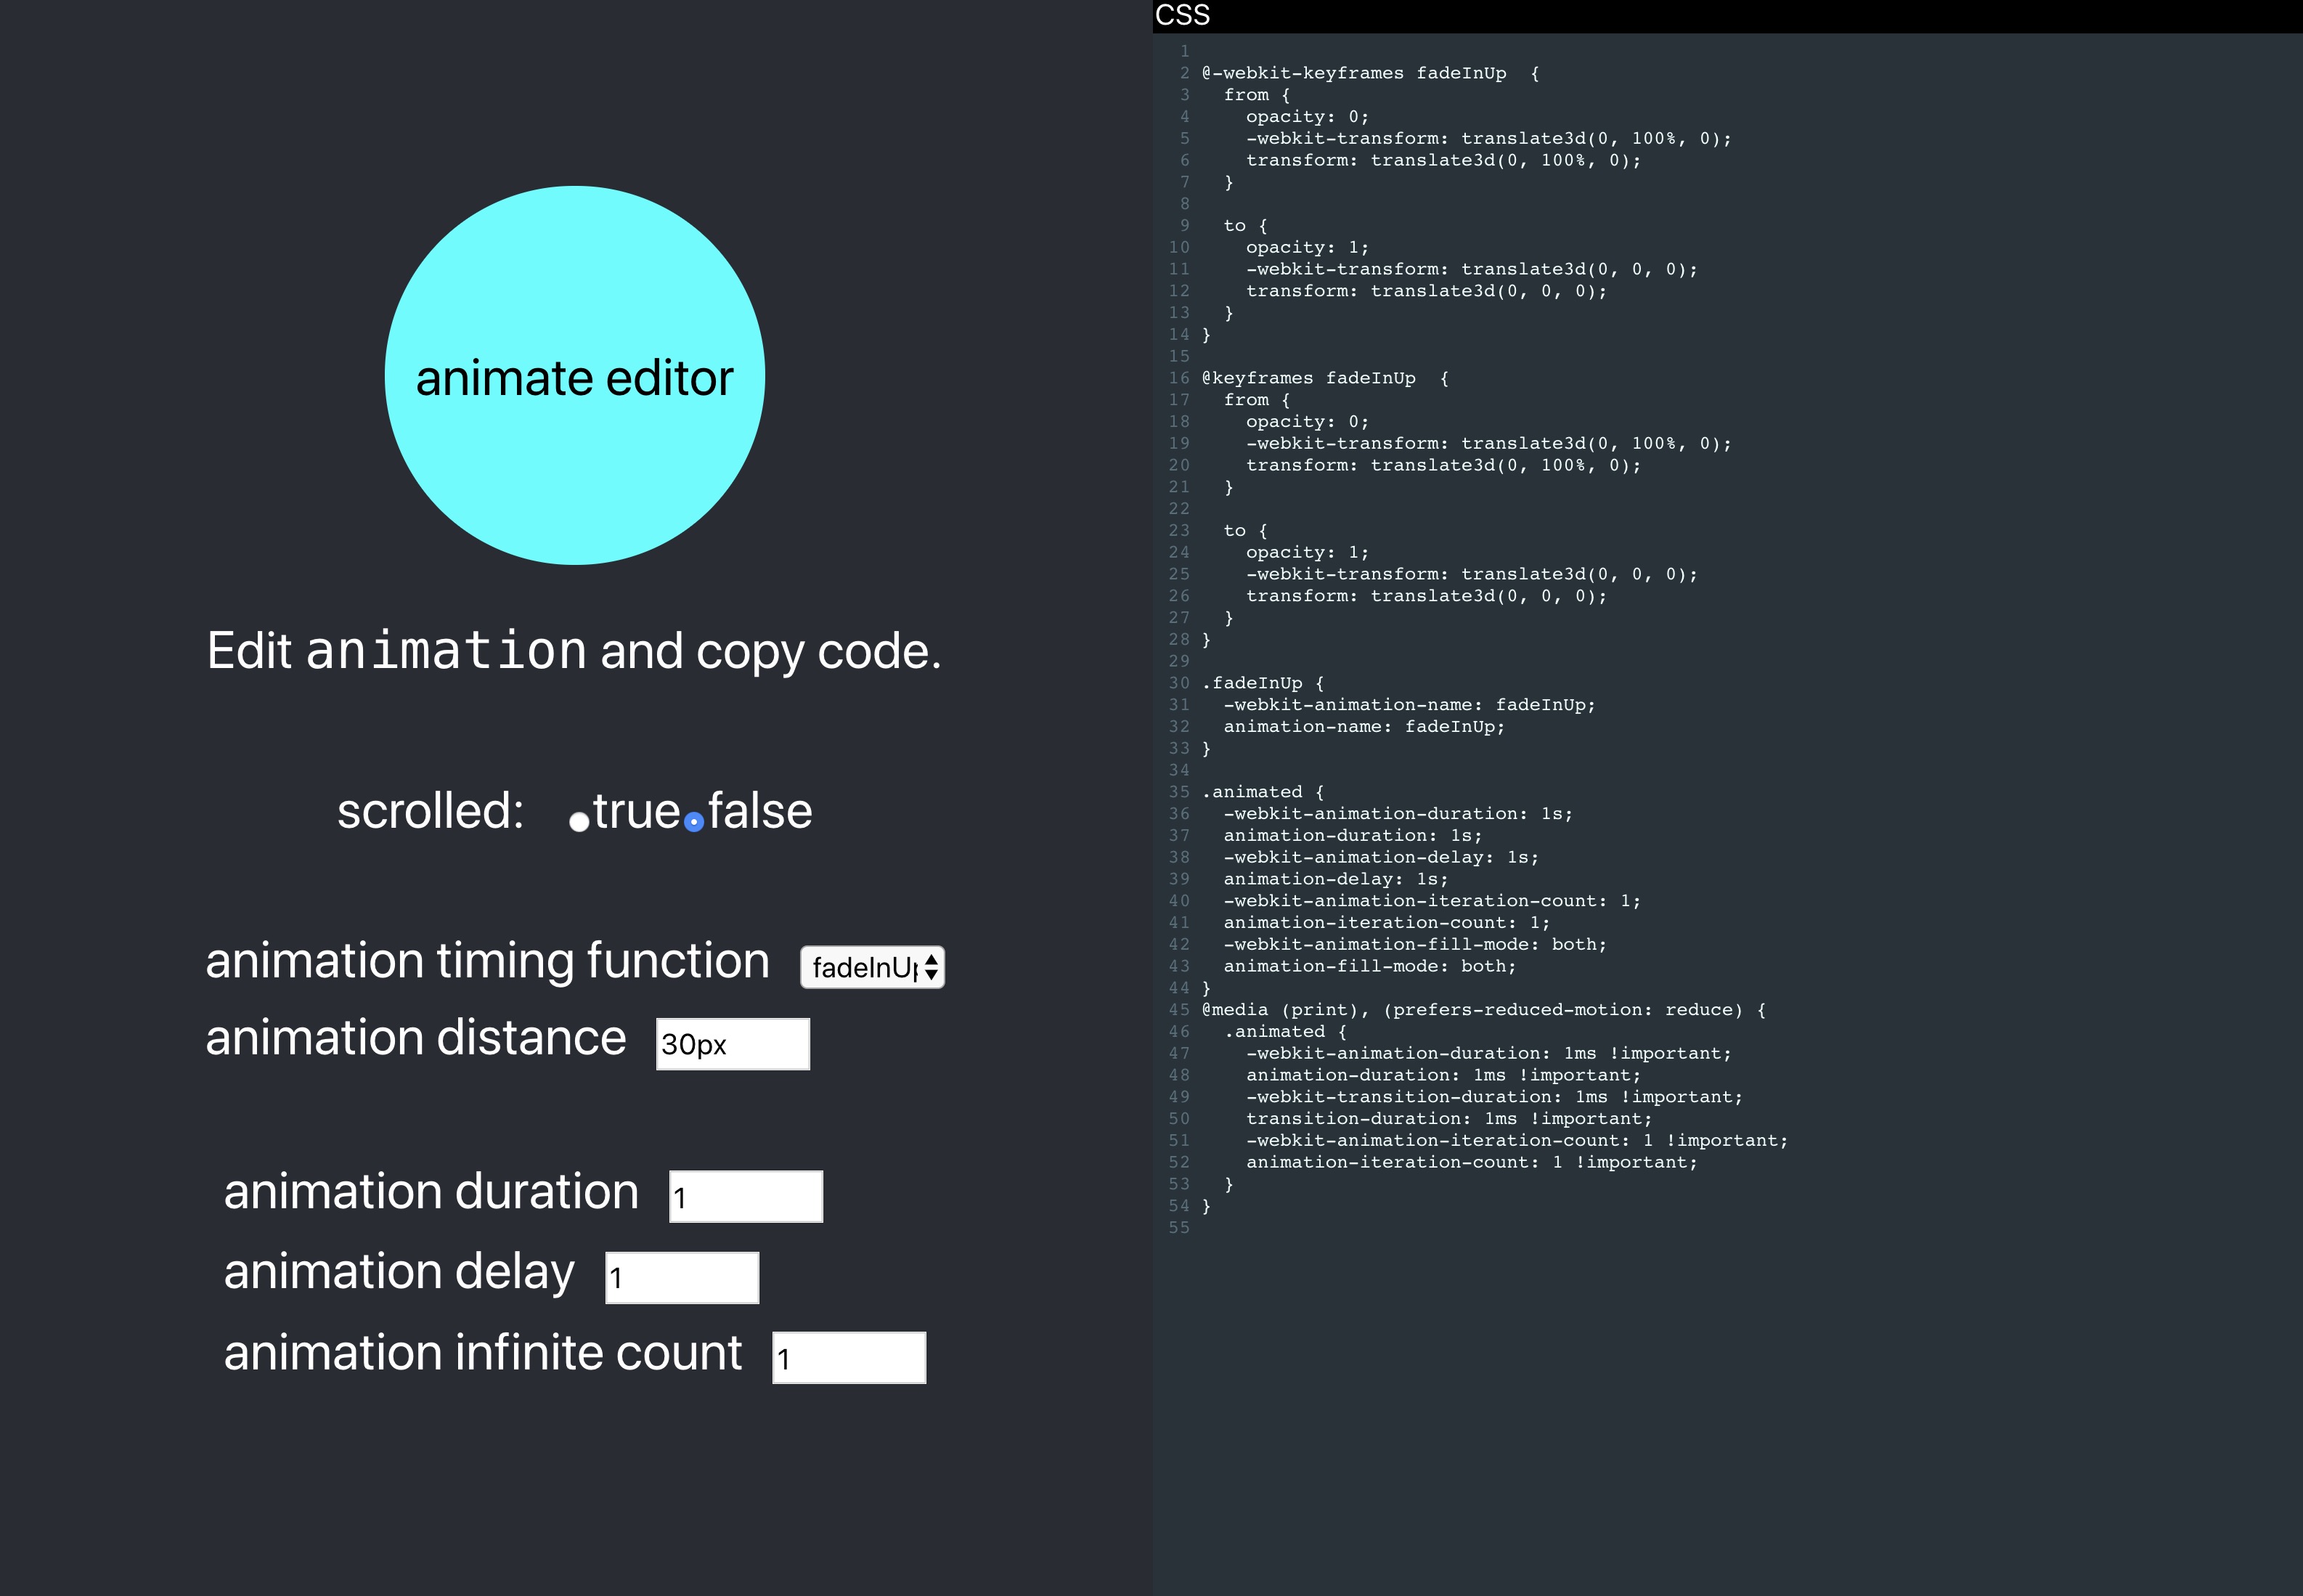 animate editor
Edit animation and copy code.
scrolled: true false
animation timing function fadeInUp
animation distance 30px
animation duration 1
animation delay 1
animation infinite count 1
CSS
1
2 @-webkit-keyframes fadeInUp  {
3   from {
4     opacity: 0;
5     -webkit-transform: translate3d(0, 100%, 0);
6     transform: translate3d(0, 100%, 0);
7   }
8
9   to {
10     opacity: 1;
11     -webkit-transform: translate3d(0, 0, 0);
12     transform: translate3d(0, 0, 0);
13   }
14 }
15
16 @keyframes fadeInUp  {
17   from {
18     opacity: 0;
19     -webkit-transform: translate3d(0, 100%, 0);
20     transform: translate3d(0, 100%, 0);
21   }
22
23   to {
24     opacity: 1;
25     -webkit-transform: translate3d(0, 0, 0);
26     transform: translate3d(0, 0, 0);
27   }
28 }
29
30 .fadeInUp {
31   -webkit-animation-name: fadeInUp;
32   animation-name: fadeInUp;
33 }
34
35 .animated {
36   -webkit-animation-duration: 1s;
37   animation-duration: 1s;
38   -webkit-animation-delay: 1s;
39   animation-delay: 1s;
40   -webkit-animation-iteration-count: 1;
41   animation-iteration-count: 1;
42   -webkit-animation-fill-mode: both;
43   animation-fill-mode: both;
44 }
45 @media (print), (prefers-reduced-motion: reduce) {
46   .animated {
47     -webkit-animation-duration: 1ms !important;
48     animation-duration: 1ms !important;
49     -webkit-transition-duration: 1ms !important;
50     transition-duration: 1ms !important;
51     -webkit-animation-iteration-count: 1 !important;
52     animation-iteration-count: 1 !important;
53   }
54 }
55